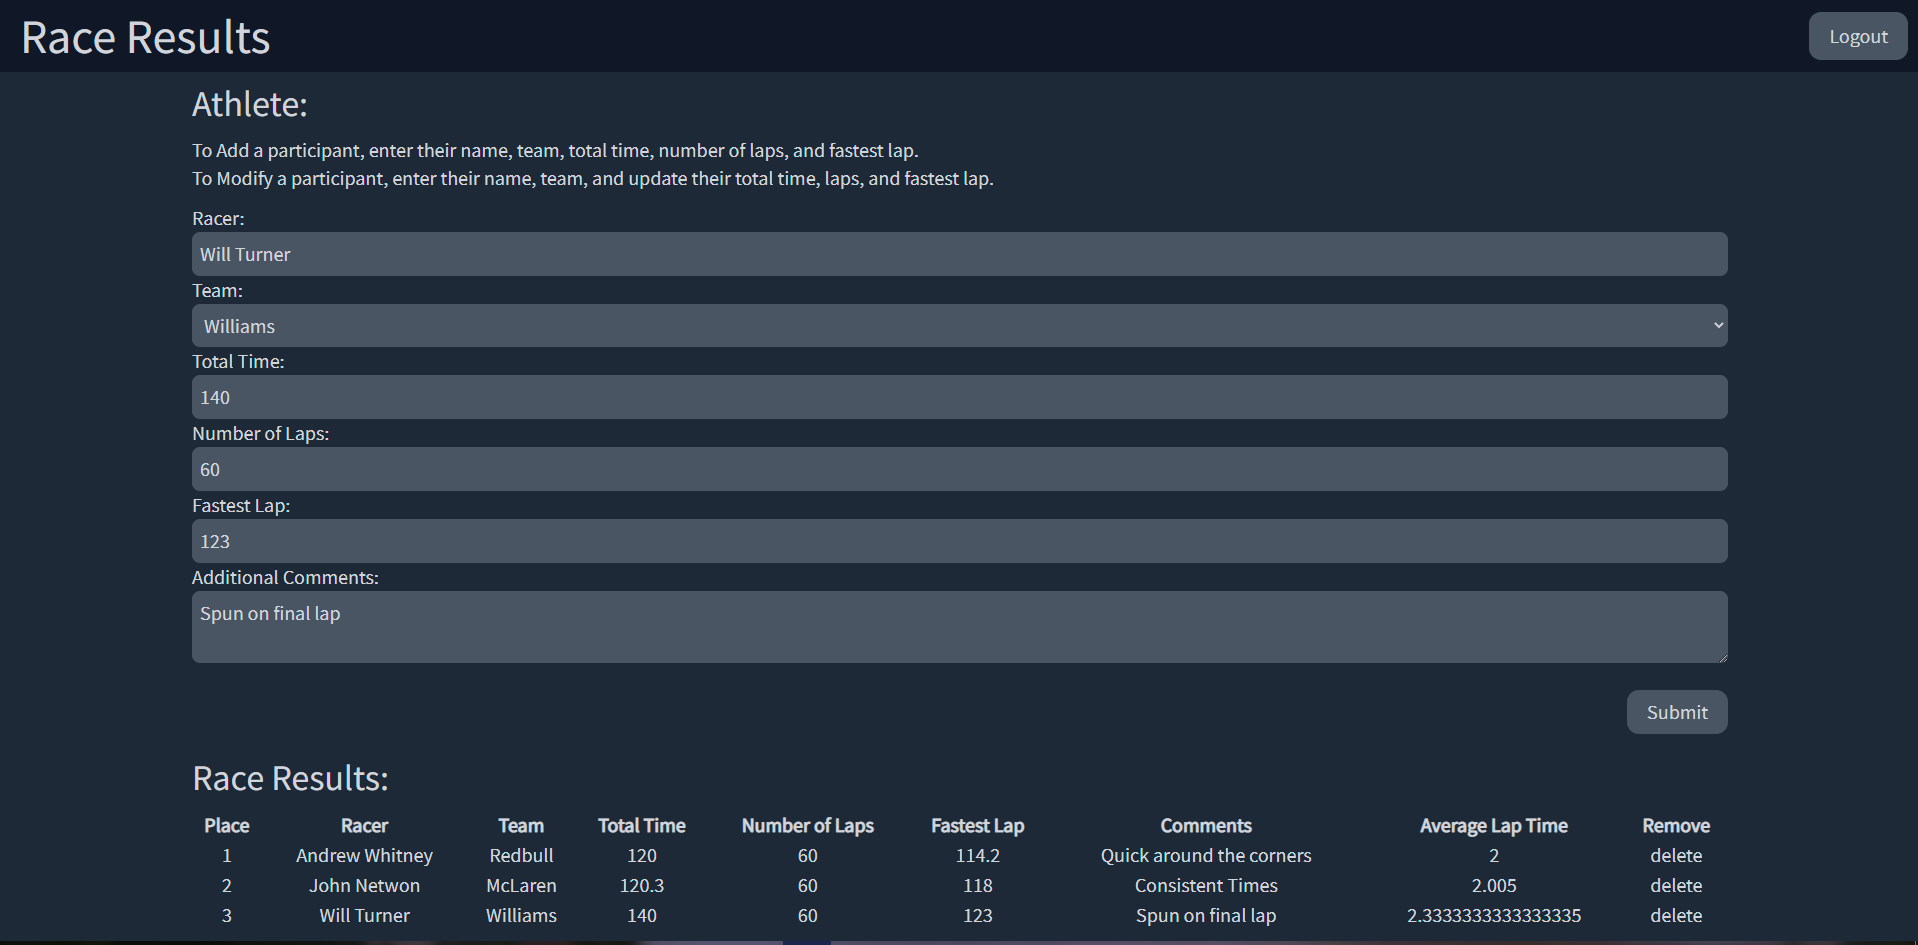 Race Results
Logout
Athlete:
To Add a participant, enter their name, team, total time, number of laps, and fastest lap.
To Modify a participant, enter their name, team, and update their total time, laps, and fastest lap.
Racer:
Will Turner
Team:
Williams
Total Time:
140
Number of Laps:
60
Fastest Lap:
123
Additional Comments:
Spun on final lap
Submit
Race Results:
Place Racer Team Total Time Number of Laps Fastest Lap Comments Average Lap Time Remove
1 Andrew Whitney Redbull 120 60 114.2 Quick around the corners 2 delete
2 John Netwon McLaren 120.3 60 118 Consistent Times 2.005 delete
3 Will Turner Williams 140 60 123 Spun on final lap 2.3333333333333335 delete